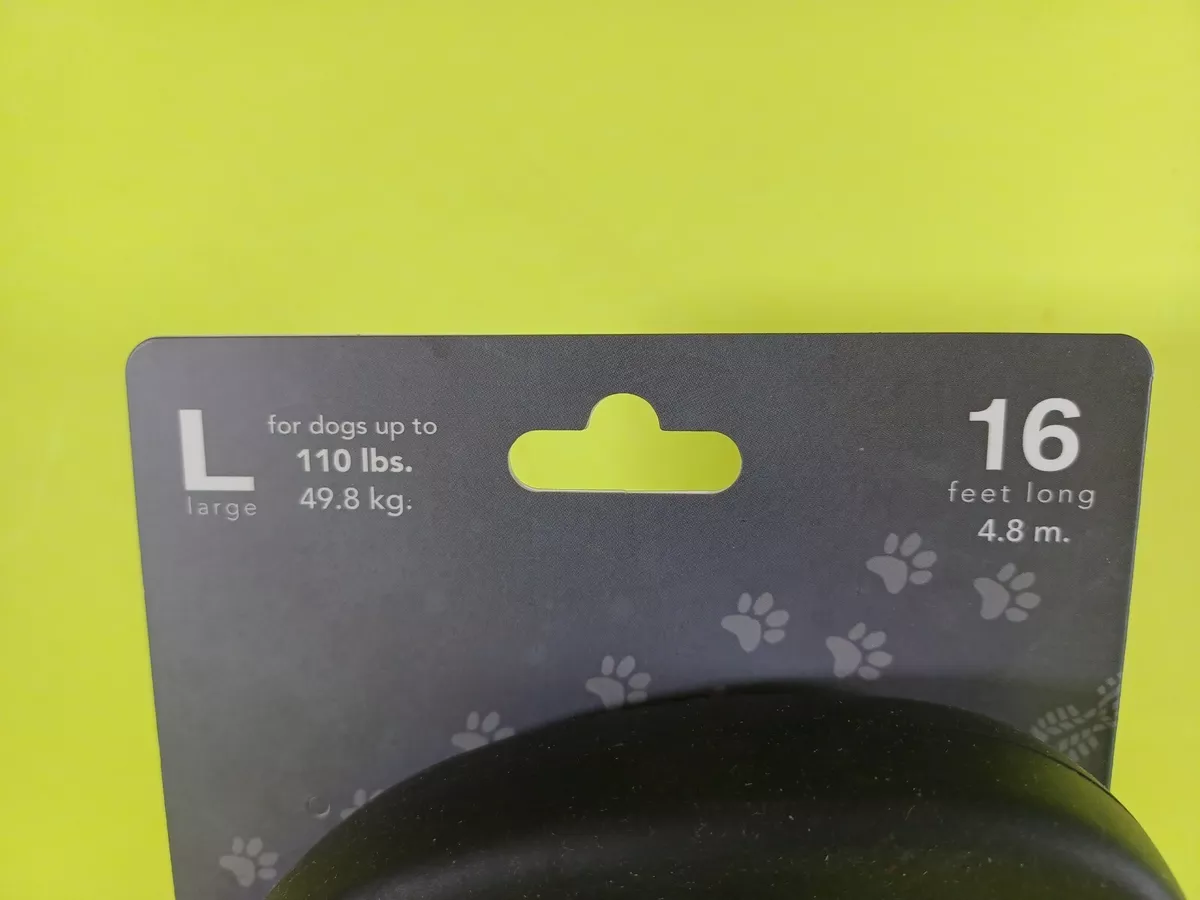 L
large
for dogs up to
110 lbs.
49.8 kg.
16
feet long
4.8 m.